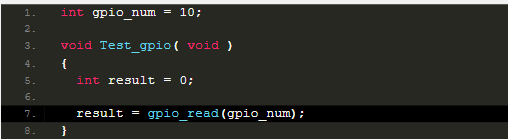 1. int gpio_num = 10;
2.
3. void Test_gpio( void )
4. {
5. int result = 0;
6.
7. result = gpio_read(gpio_num);
8. }